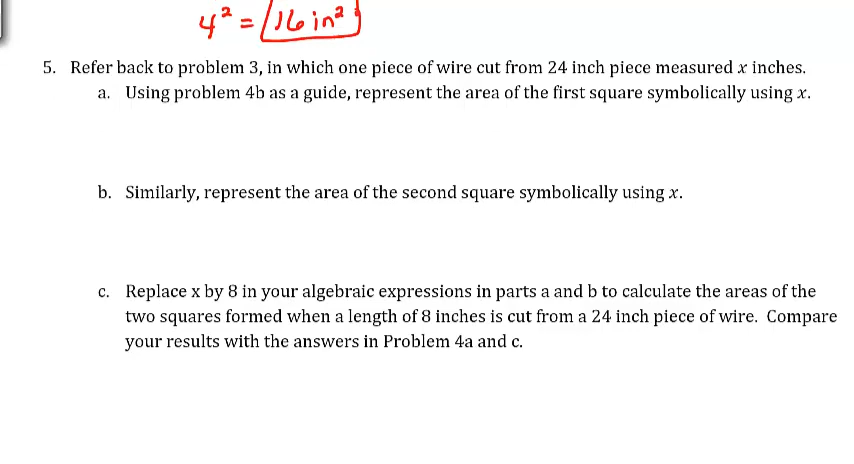 4² = 16 in²
5. Refer back to problem 3, in which one piece of wire cut from 24 inch piece measured x inches.
a. Using problem 4b as a guide, represent the area of the first square symbolically using x.
b. Similarly, represent the area of the second square symbolically using x.
c. Replace x by 8 in your algebraic expressions in parts a and b to calculate the areas of the
two squares formed when a length of 8 inches is cut from a 24 inch piece of wire. Compare
your results with the answers in Problem 4a and c.